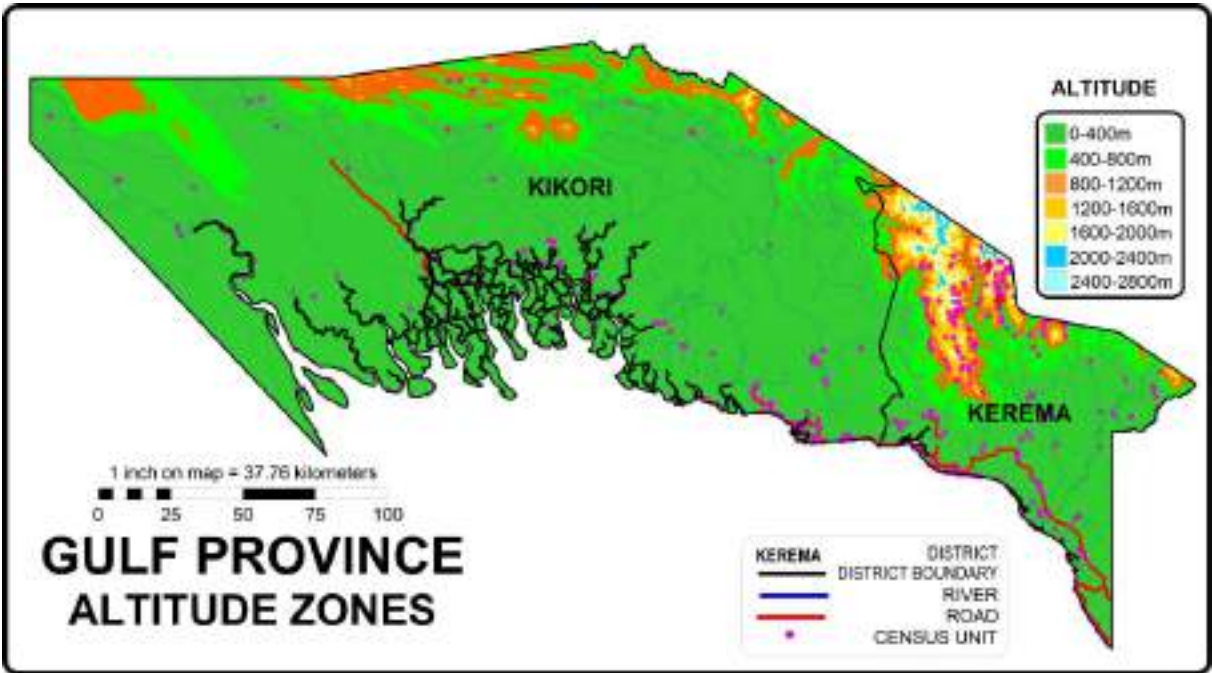 ALTITUDE
0-400m
400-800m
800-1200m
1200-1600m
1600-2000m
2000-2400m
2400-2800m
KIKORI
KEREMA
1 inch on map = 37.76 kilometers
0 25 50 75 100
GULF PROVINCE
ALTITUDE ZONES
KEREMA DISTRICT
DISTRICT BOUNDARY
RIVER
ROAD
CENSUS UNIT